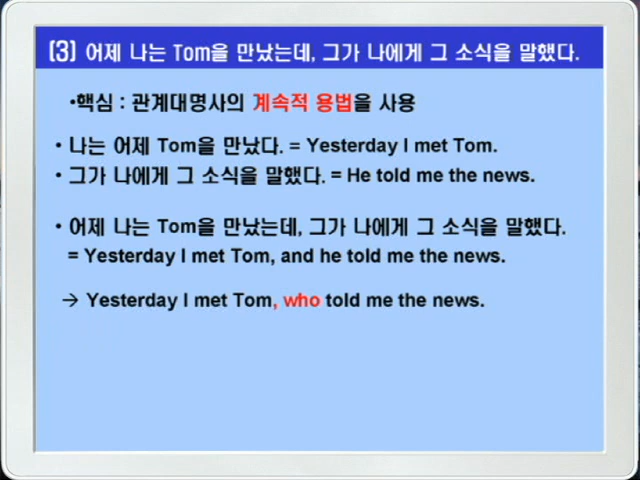 (3) 어제 나는 Tom을 만났는데, 그가 나에게 그 소식을 말했다.
•핵심 : 관계대명사의 계속적 용법을 사용
• 나는 어제 Tom을 만났다. = Yesterday I met Tom.
• 그가 나에게 그 소식을 말했다. = He told me the news.
• 어제 나는 Tom을 만났는데, 그가 나에게 그 소식을 말했다.
= Yesterday I met Tom, and he told me the news.
→ Yesterday I met Tom, who told me the news.